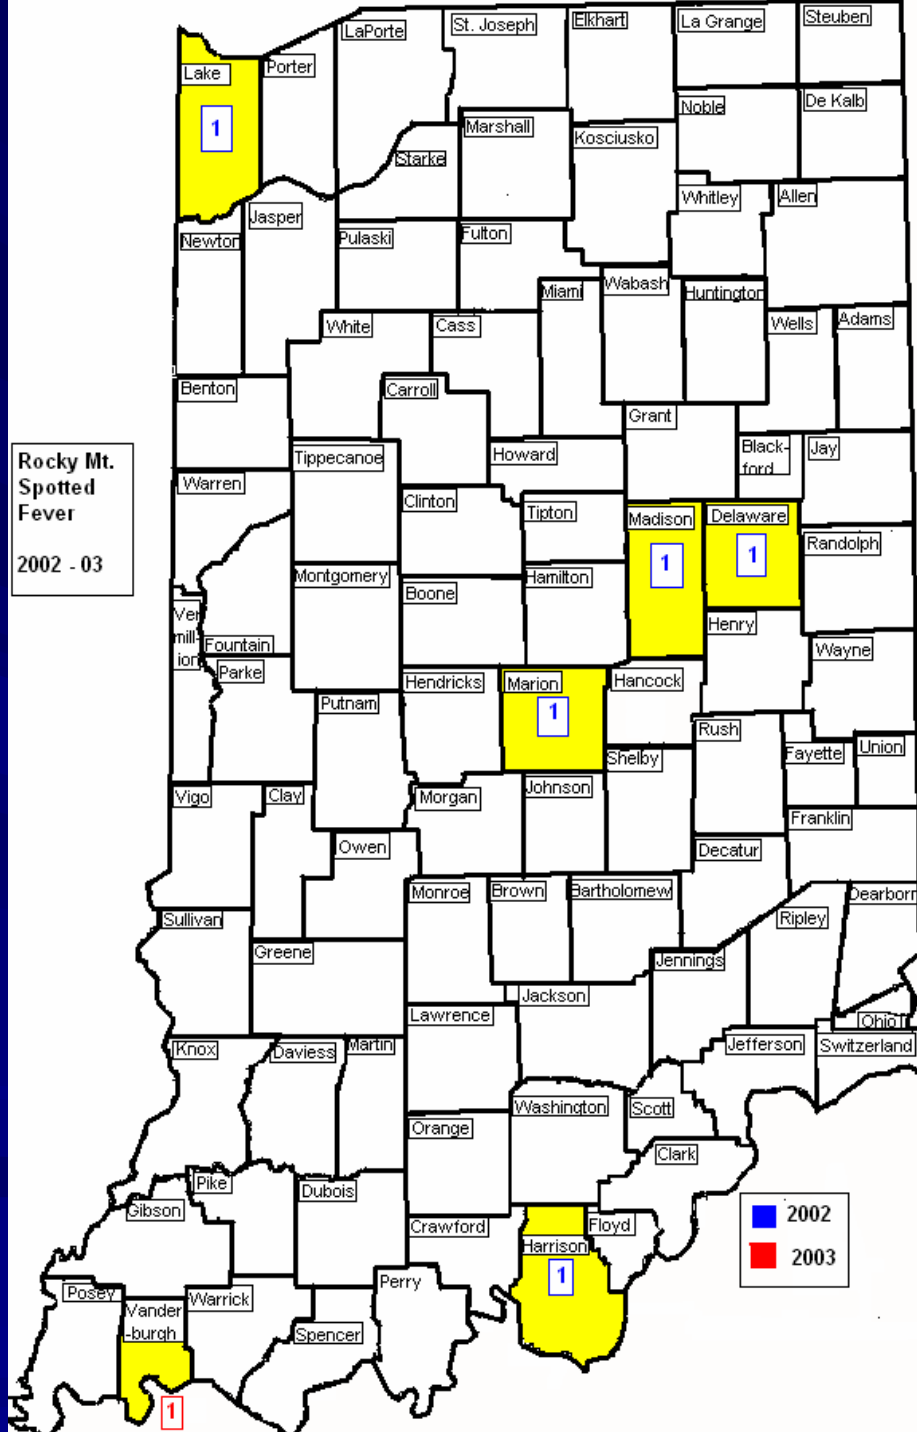 LaPorte
St. Joseph
Elkhart
La Grange
Steuben
Lake
Porter
1
Noble
De Kalb
Marshall
Kosciusko
Starke
Whitley
Allen
Jasper
Newton
Pulaski
Fulton
Miami
Wabash
Huntington
White
Cass
Wells
Adams
Benton
Carroll
Grant
Rocky Mt.
Spotted
Fever
2002 - 03
Tippecanoe
Howard
Black-
ford
Jay
Warren
Clinton
Tipton
Madison
1
Delaware
1
Randolph
Montgomery
Boone
Hamilton
Ver
mill-
ion
Fountain
Henry
Wayne
Parke
Hendricks
Marion
1
Hancock
Putnam
Rush
Shelby
Fayette
Union
Vigo
Clay
Morgan
Johnson
Franklin
Owen
Decatur
Monroe
Brown
Bartholomew
Dearborn
Sullivan
Ripley
Greene
Jennings
Jackson
Lawrence
Ohio
Knox
Daviess
Martin
Jefferson
Switzerland
Washington
Scott
Orange
Clark
Pike
Dubois
Gibson
Crawford
Floyd
2002
2003
Harrison
1
Posey
Warrick
Perry
Vander
-burgh
Spencer
1